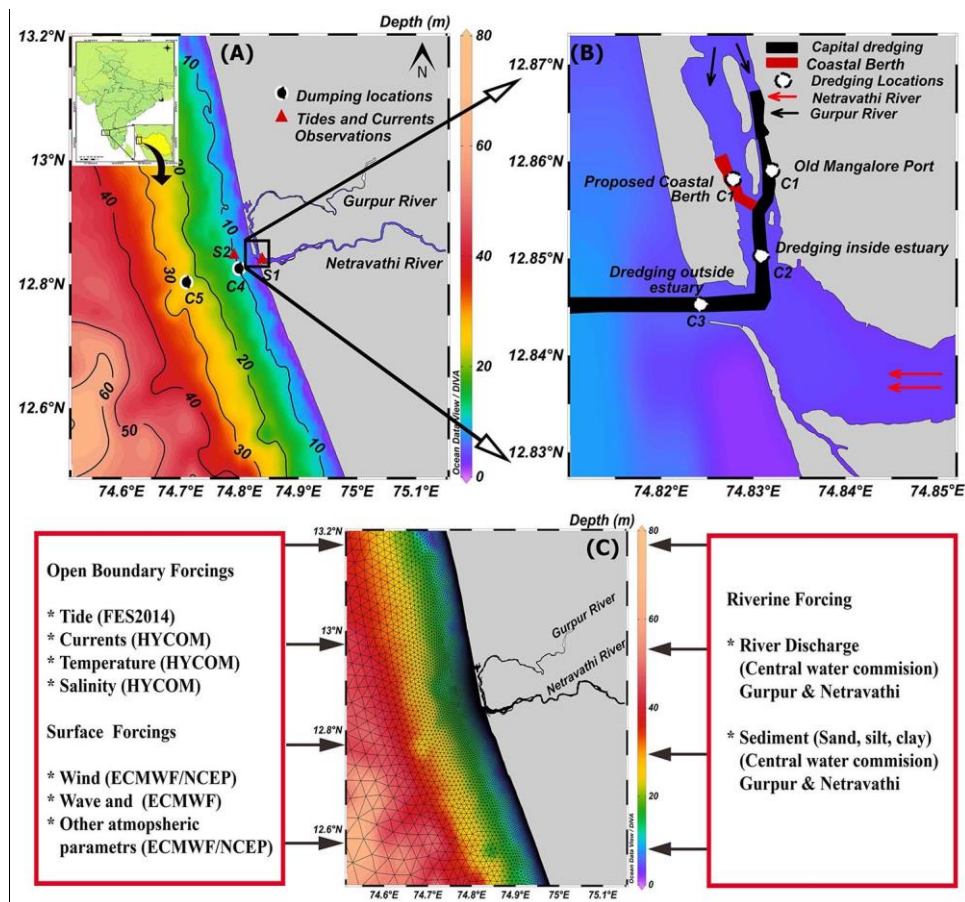 Depth (m)
13.2°N
13°N
12.8°N
12.6°N
74.6°E 74.7°E 74.8°E 74.9°E 75°E 75.1°E
(A)
N
Dumping locations
Tides and Currents
Observations
Gurpur River
Netravathi River
S2
S1
C4
C5
10
10
10
20
20
30
30
40
40
40
50
60
80
60
40
20
0
Ocean Data View / DIVA
(B)
12.87°N
12.86°N
12.85°N
12.84°N
12.83°N
74.82°E 74.83°E 74.84°E 74.85°E
Capital dredging
Coastal Berth
Dredging Locations
Netravathi River
Gurpur River
Old Mangalore Port
C1
Proposed Coastal
Berth C1
Dredging inside estuary
C2
Dredging outside
estuary
C3
Open Boundary Forcings
* Tide (FES2014)
* Currents (HYCOM)
* Temperature (HYCOM)
* Salinity (HYCOM)
Surface Forcings
* Wind (ECMWF/NCEP)
* Wave and (ECMWF)
* Other atmopsheric
parametrs (ECMWF/NCEP)
Depth (m)
(C)
13.2°N
13°N
12.8°N
12.6°N
74.6°E 74.7°E 74.8°E 74.9°E 75°E 75.1°E
Gurpur River
Netravathi River
80
60
40
20
0
Ocean Data View / DIVA
Riverine Forcing
* River Discharge
(Central water commision)
Gurpur & Netravathi
* Sediment (Sand, silt, clay)
(Central water commision)
Gurpur & Netravathi